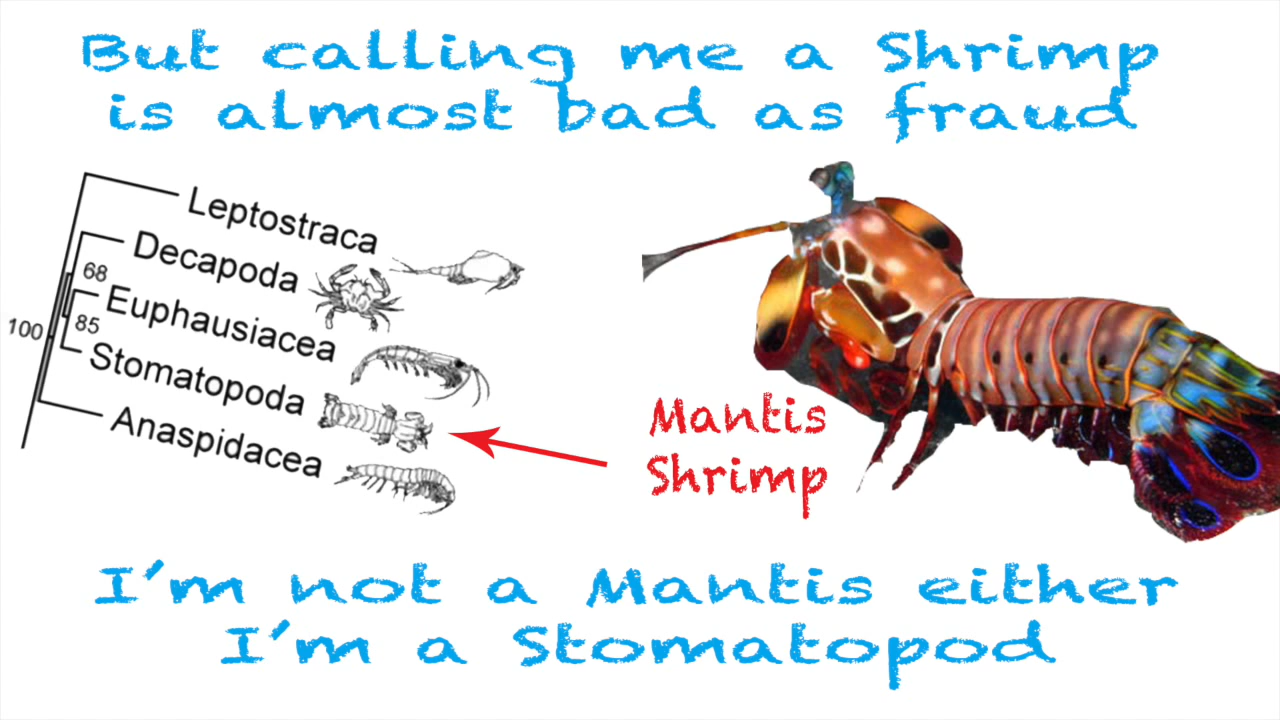 But calling me a Shrimp
is almost bad as fraud
Leptostraca
Decapoda
68
Euphausiacea
85
100
Stomatopoda
Anaspidacea
Mantis
Shrimp
I'm not a Mantis either
I'm a Stomatopod